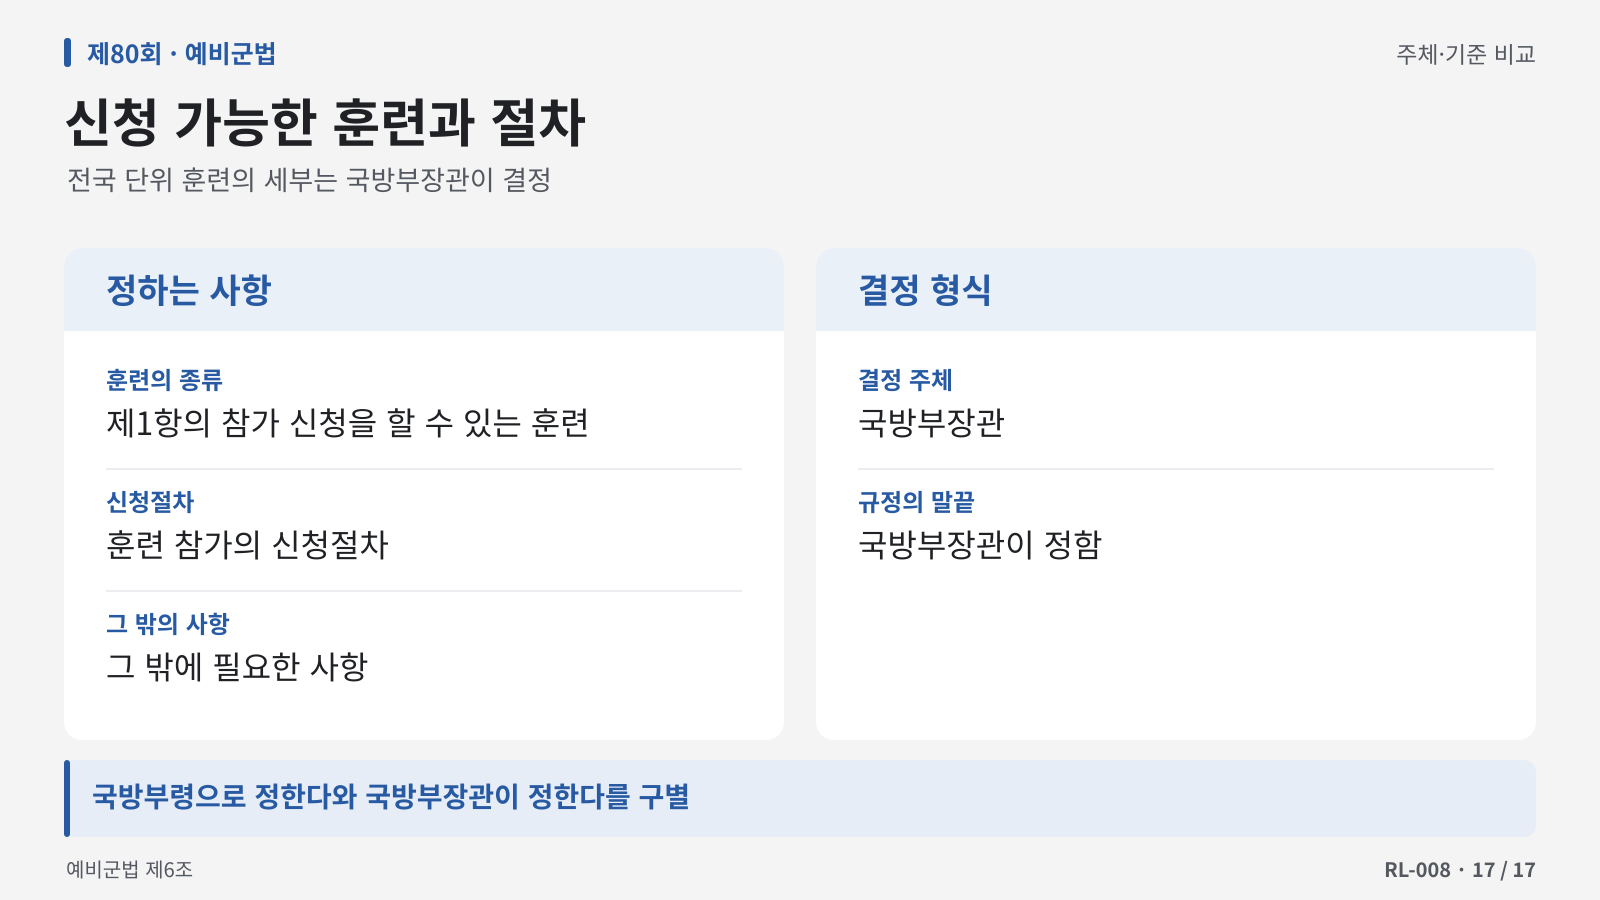 제80회 · 예비군법
주체·기준 비교
신청 가능한 훈련과 절차
전국 단위 훈련의 세부는 국방부장관이 결정
정하는 사항
훈련의 종류
제1항의 참가 신청을 할 수 있는 훈련
신청절차
훈련 참가의 신청절차
그 밖의 사항
그 밖에 필요한 사항
결정 형식
결정 주체
국방부장관
규정의 말끝
국방부장관이 정함
국방부령으로 정한다와 국방부장관이 정한다를 구별
예비군법 제6조
RL-008 · 17 / 17